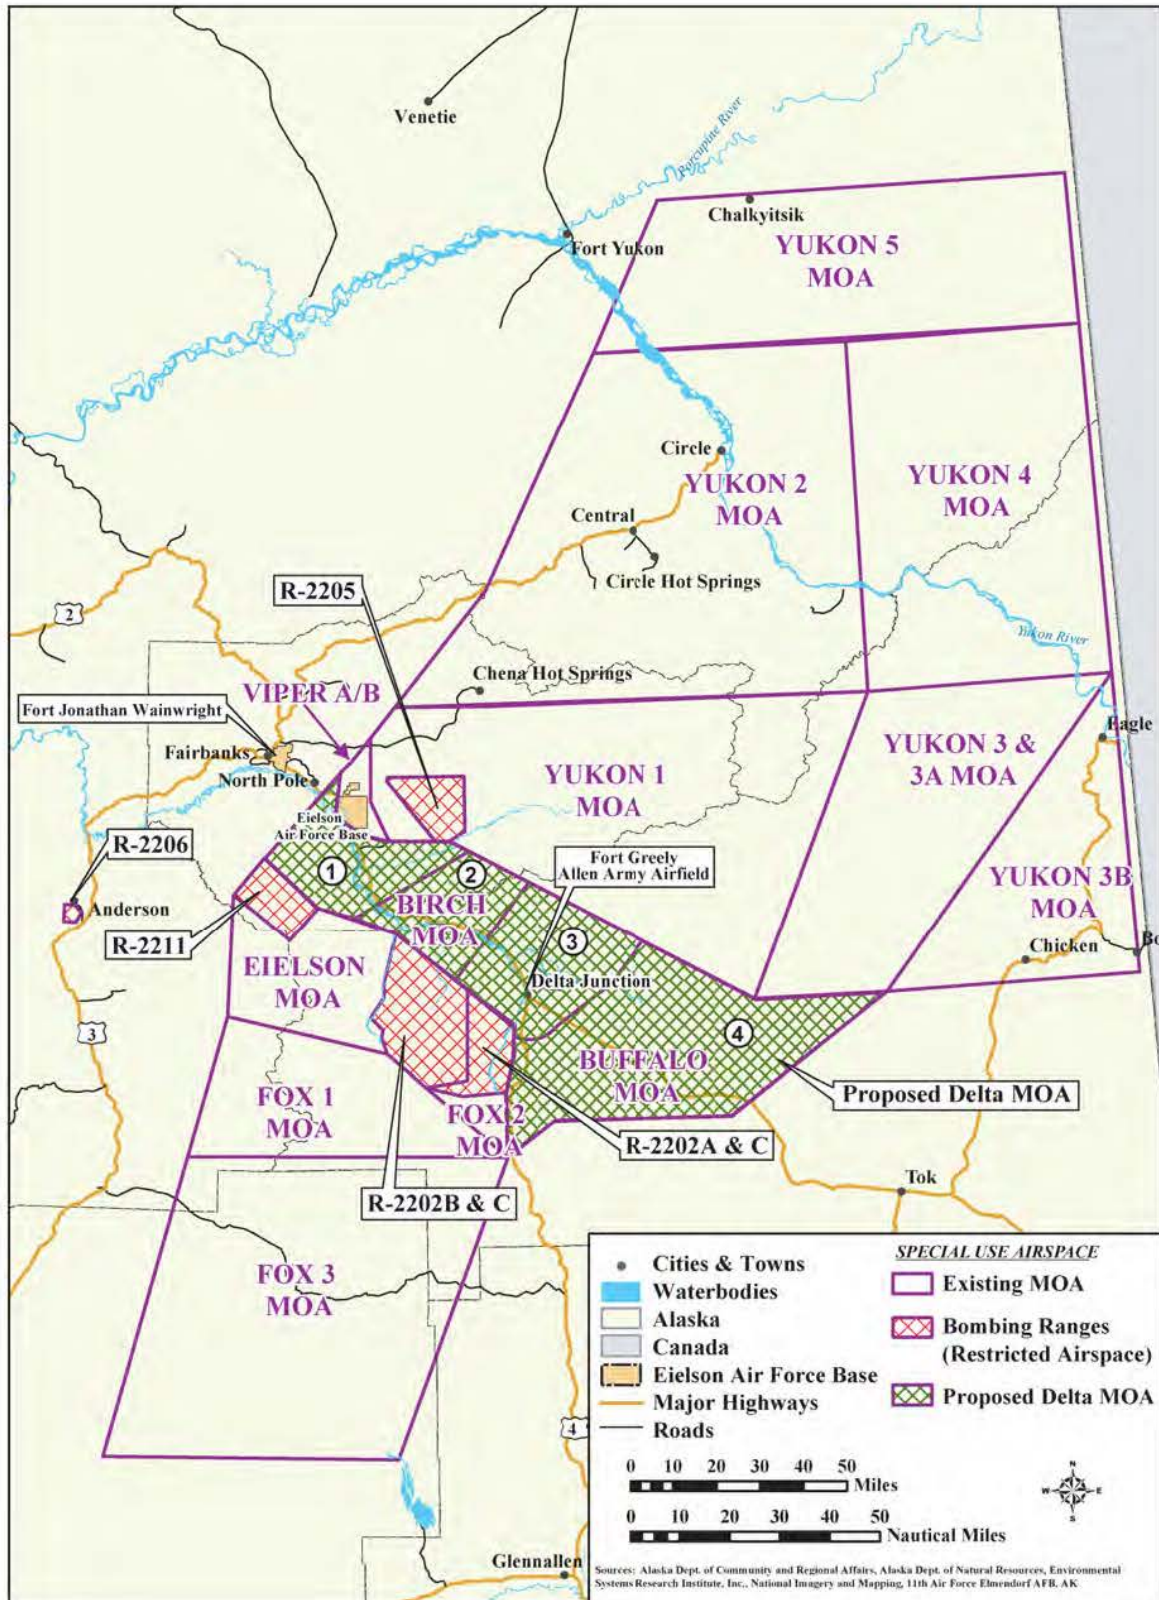 Venetie
Porcupine River
Chalkyitsik
Fort Yukon
YUKON 5
MOA
Circle
YUKON 2
MOA
YUKON 4
MOA
Central
Circle Hot Springs
R-2205
2
Yukon River
Chena Hot Springs
VIPER A/B
Fort Jonathan Wainwright
Eagle
Fairbanks
North Pole
YUKON 1
MOA
YUKON 3 &
3A MOA
Eielson
Air Force Base
R-2206
Fort Greely
Allen Army Airfield
1
2
YUKON 3B
MOA
Anderson
BIRCH
MOA
R-2211
3
Chicken
Bo
EIELSON
MOA
Delta Junction
3
4
BUFFALO
MOA
Proposed Delta MOA
FOX 1
MOA
FOX 2
MOA
R-2202A & C
Tok
R-2202B & C
FOX 3
MOA
4
Glennallen
Cities & Towns
Waterbodies
Alaska
Canada
Eielson Air Force Base
Major Highways
Roads
SPECIAL USE AIRSPACE
Existing MOA
Bombing Ranges
(Restricted Airspace)
Proposed Delta MOA
0 10 20 30 40 50
Miles
0 10 20 30 40 50
Nautical Miles
N
W E
S
Sources: Alaska Dept. of Community and Regional Affairs, Alaska Dept. of Natural Resources, Environmental
Systems Research Institute, Inc., National Imagery and Mapping, 11th Air Force Elmendorf AFB, AK